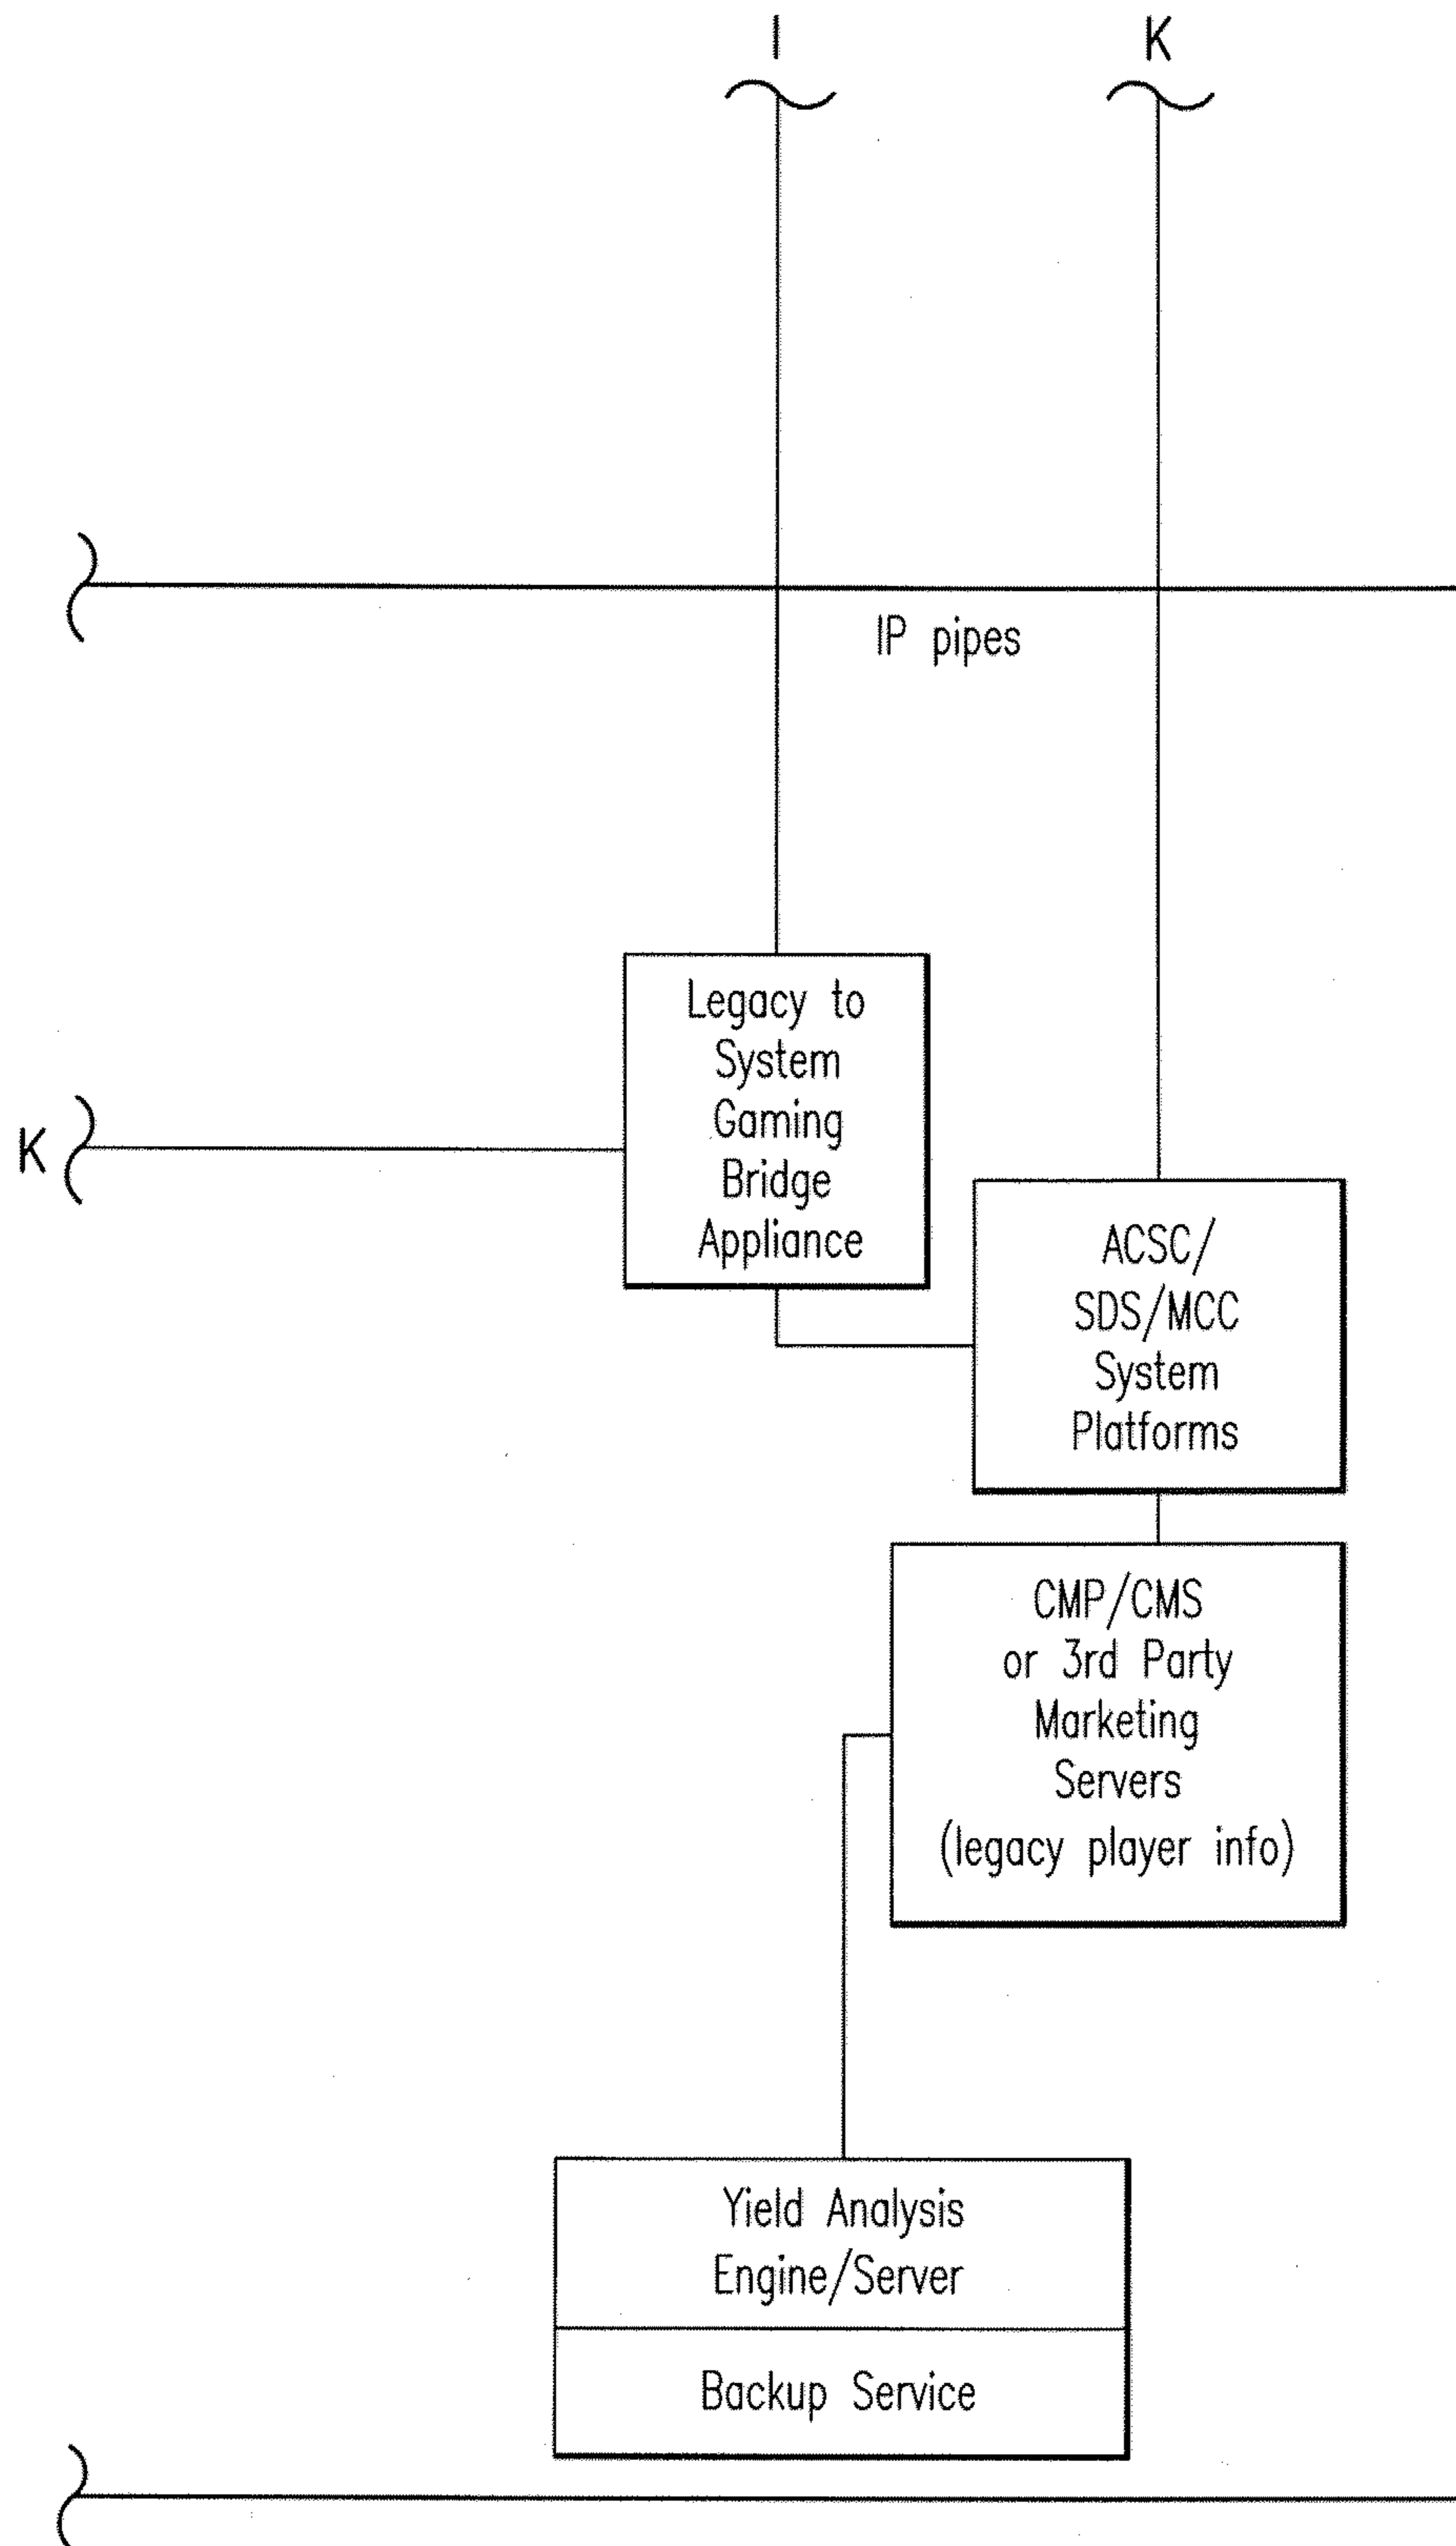 I
K
IP pipes
Legacy to
System
Gaming
Bridge
Appliance
K
ACSC/
SDS/MCC
System
Platforms
CMP/CMS
or 3rd Party
Marketing
Servers
(legacy player info)
Yield Analysis
Engine/Server
Backup Service